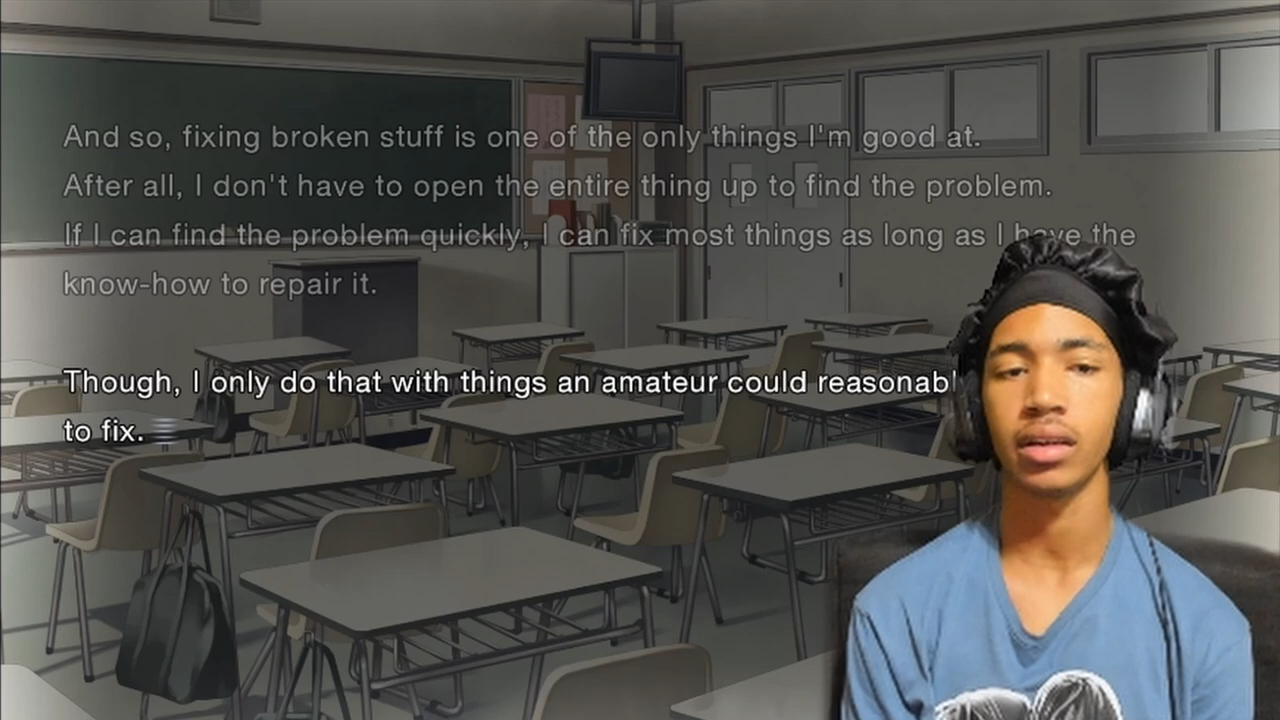 And so, fixing broken stuff is one of the only things I'm good at.
After all, I don't have to open the entire thing up to find the problem.
If I can find the problem quickly, I can fix most things as long as I have the
know-how to repair it.
Though, I only do that with things an amateur could
to fix.